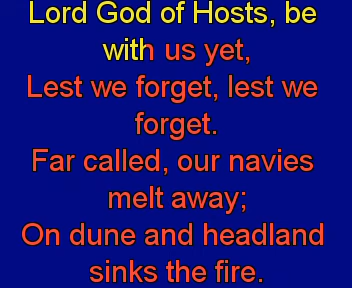 Lord God of Hosts, be
with us yet,
Lest we forget, lest we
forget.
Far called, our navies
melt away;
On dune and headland
sinks the fire.